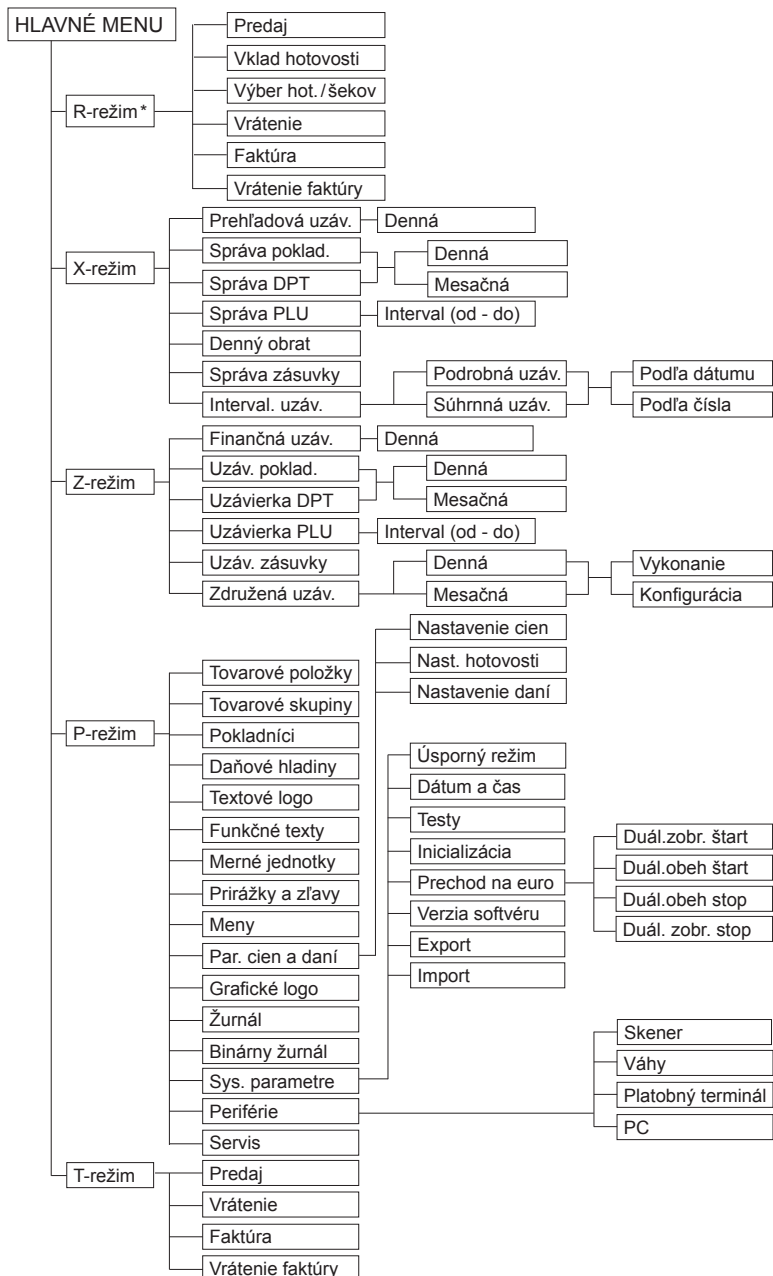 HLAVNÉ MENU
R-režim *
Predaj
Vklad hotovosti
Výber hot./šekov
Vrátenie
Faktúra
Vrátenie faktúry
X-režim
Prehľadová uzáv.
Denná
Správa poklad.
Správa DPT
Denná
Mesačná
Správa PLU
Interval (od - do)
Denný obrat
Správa zásuvky
Interval. uzáv.
Podrobná uzáv.
Súhrnná uzáv.
Podľa dátumu
Podľa čísla
Z-režim
Finančná uzáv.
Denná
Uzáv. poklad.
Uzávierka DPT
Denná
Mesačná
Uzávierka PLU
Interval (od - do)
Uzáv. zásuvky
Združená uzáv.
Denná
Mesačná
Vykonanie
Konfigurácia
P-režim
Tovarové položky
Tovarové skupiny
Pokladníci
Daňové hladiny
Textové logo
Funkčné texty
Merné jednotky
Prirážky a zľavy
Meny
Par. cien a daní
Nastavenie cien
Nast. hotovosti
Nastavenie daní
Grafické logo
Žurnál
Binárny žurnál
Sys. parametre
Úsporný režim
Dátum a čas
Testy
Inicializácia
Prechod na euro
Duál.zobr. štart
Duál.obeh štart
Duál.obeh stop
Duál. zobr. stop
Verzia softvéru
Export
Import
Periférie
Skener
Váhy
Platobný terminál
PC
Servis
T-režim
Predaj
Vrátenie
Faktúra
Vrátenie faktúry